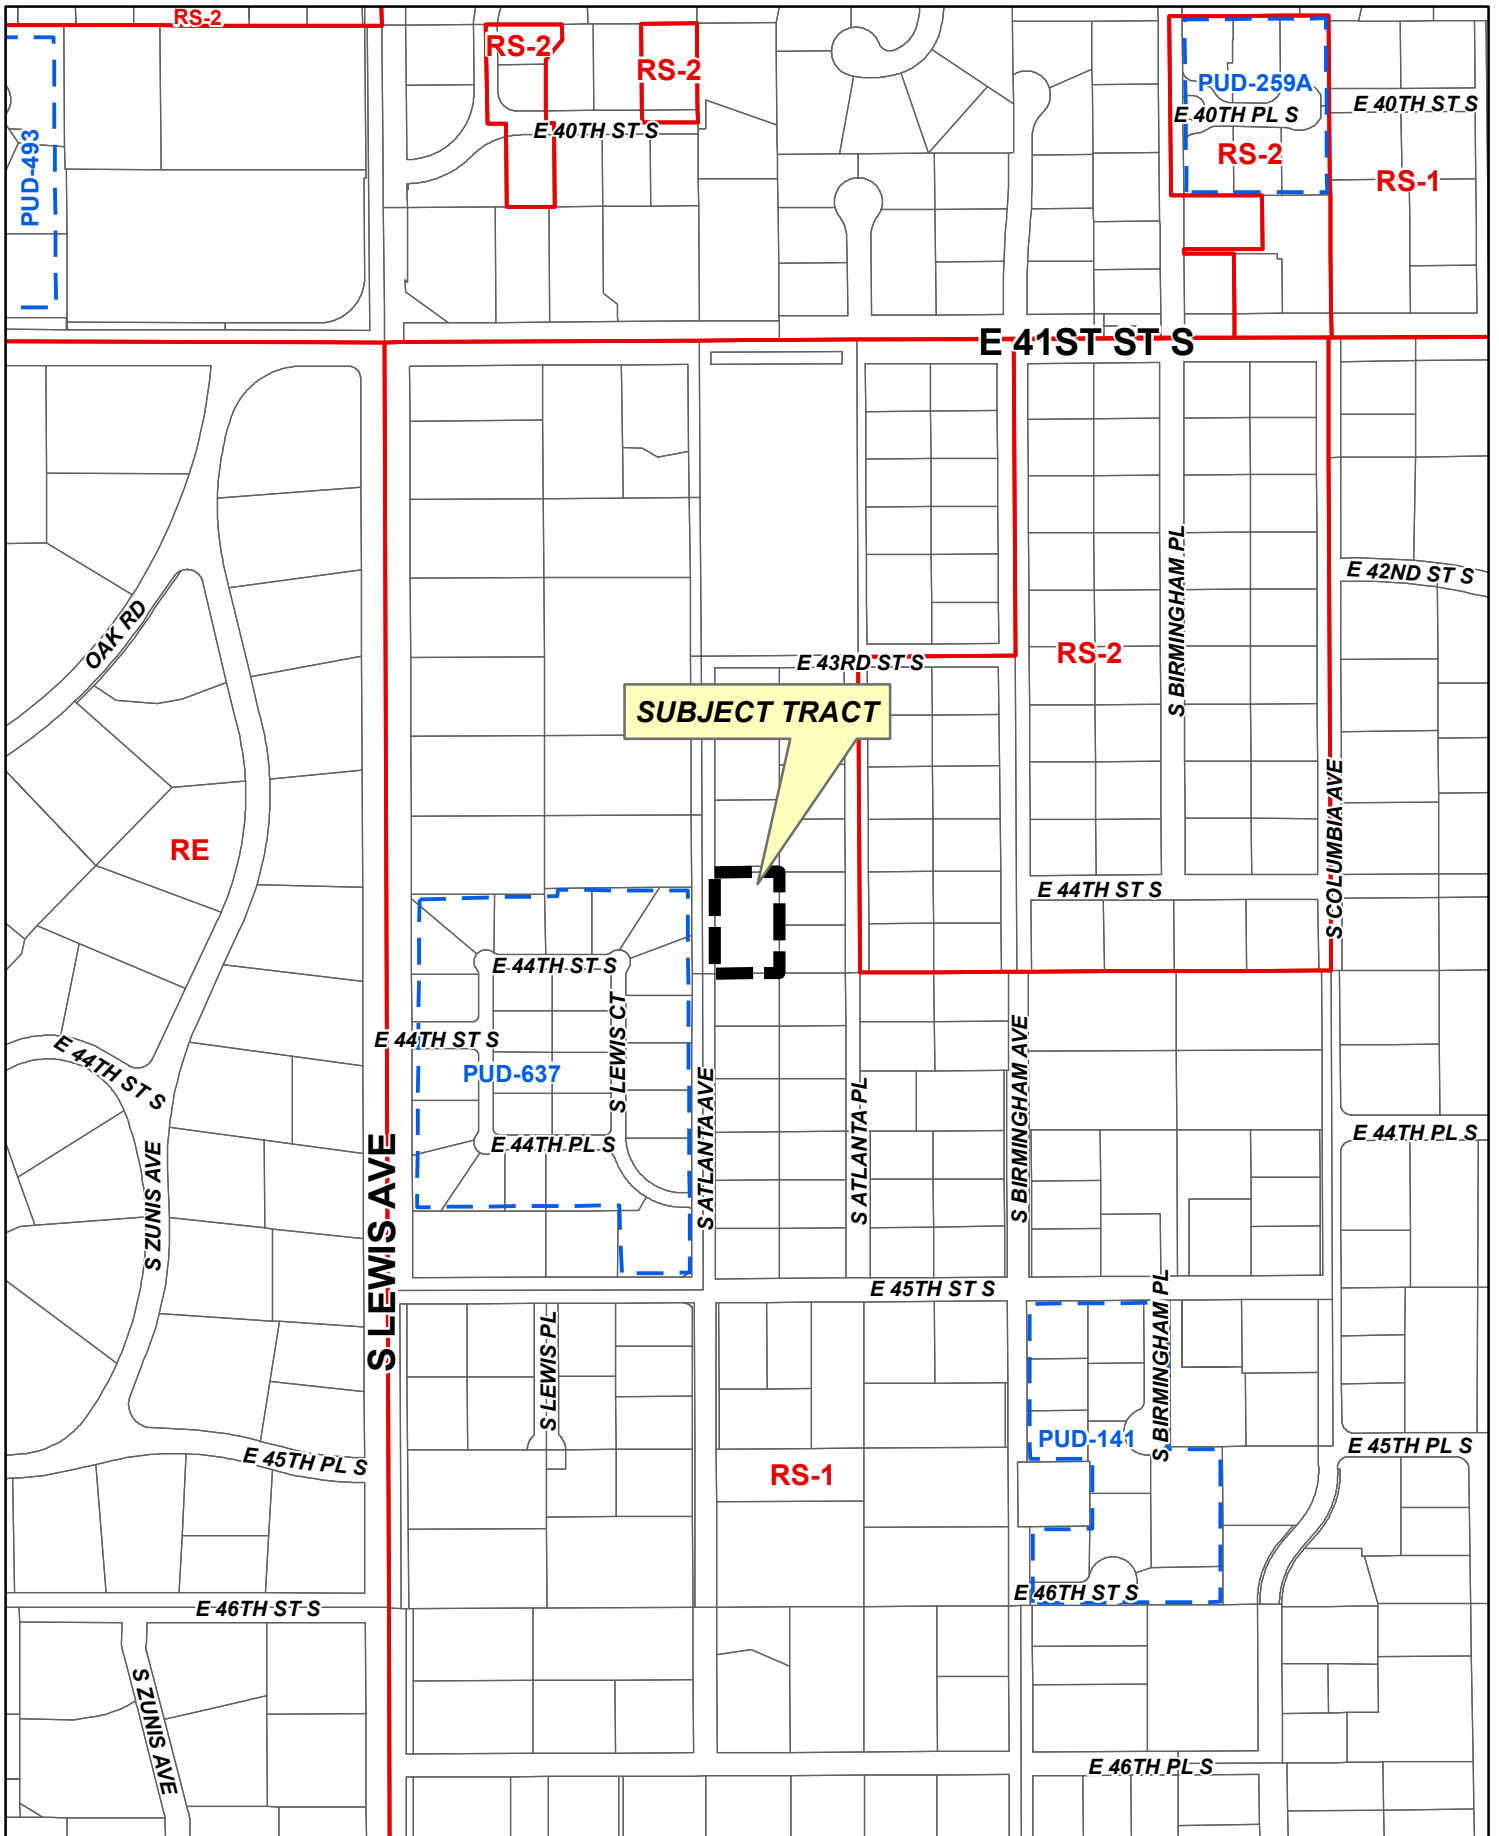 RS-2
RS-2
RS-2
PUD-259A
E 40TH ST S
E 40TH PL S
E 40TH ST S
PUD-493
RS-2
RS-1
E 41ST ST S
E 42ND ST S
S BIRMINGHAM PL
OAK RD
RS-2
E 43RD ST S
SUBJECT TRACT
RE
S COLUMBIA AVE
E 44TH ST S
E 44TH ST S
E 44TH ST S
S LEWIS CT
E 44TH ST S
PUD-637
S ATLANTA AVE
S ATLANTA PL
S BIRMINGHAM AVE
E 44TH PL S
E 44TH PL S
S ZUNIS AVE
S LEWIS AVE
E 45TH ST S
S LEWIS PL
S BIRMINGHAM PL
PUD-141
E 45TH PL S
E 45TH PL S
RS-1
E 46TH ST S
E 46TH ST S
S ZUNIS AVE
E 46TH PL S